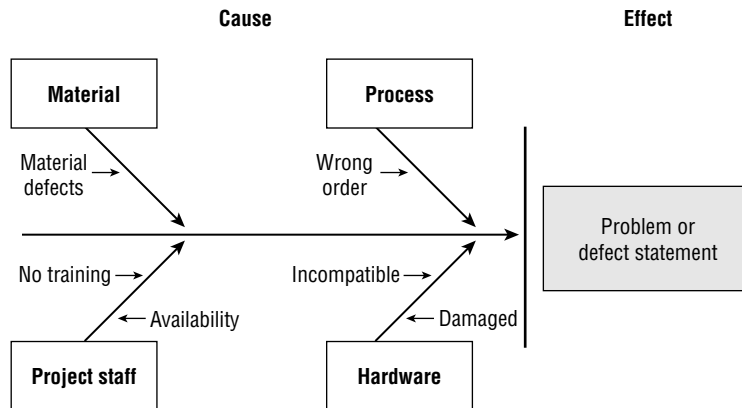 Cause
Effect
Material
Process
Material
defects
Wrong
order
Problem or
defect statement
No training
Incompatible
Availability
Damaged
Project staff
Hardware